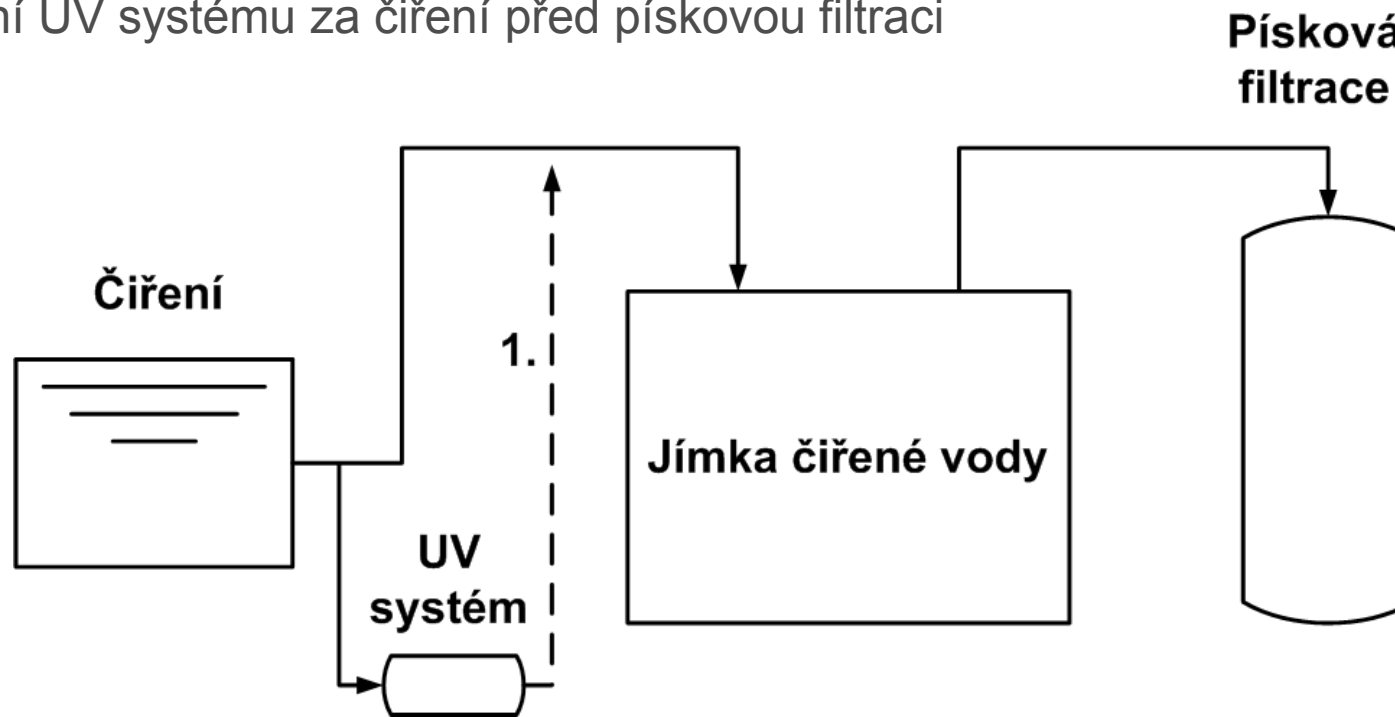 ní UV systému za čiření před pískovou filtraci
Písková
filtrace
Čiření
1.
Jímka čiřené vody
UV
systém